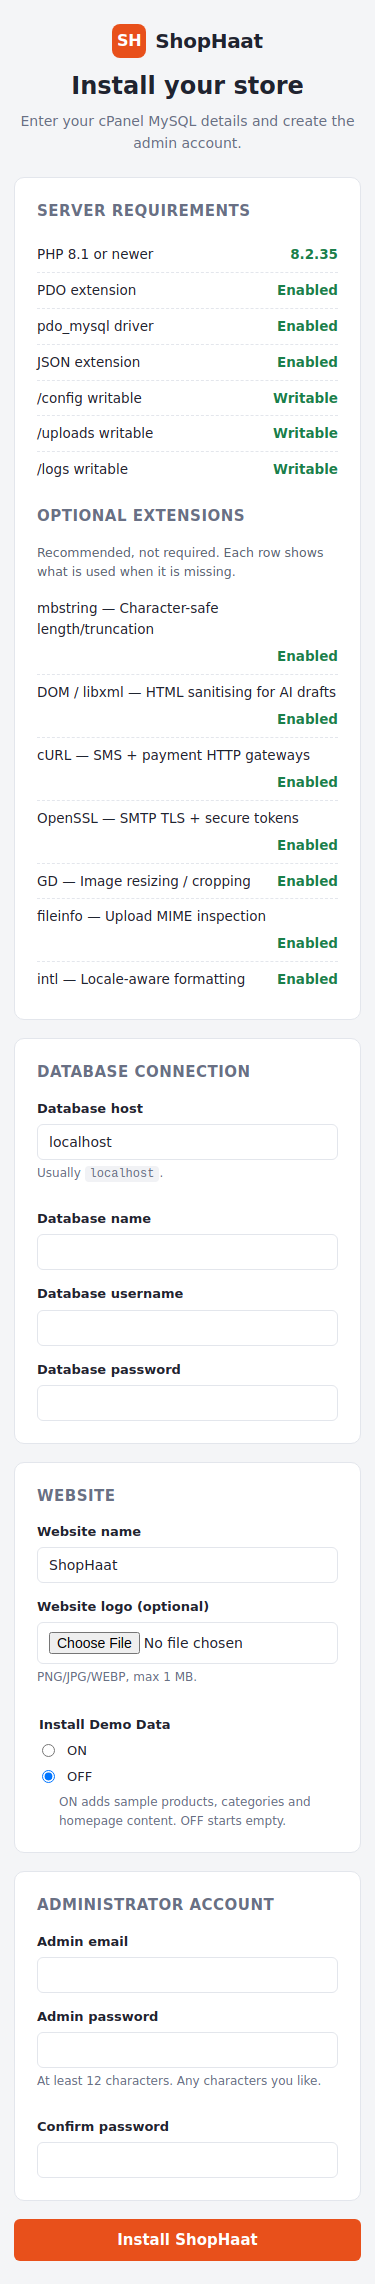 SH ShopHaat
Install your store
Enter your cPanel MySQL details and create the
admin account.
SERVER REQUIREMENTS
PHP 8.1 or newer 8.2.35
PDO extension Enabled
pdo_mysql driver Enabled
JSON extension Enabled
/config writable Writable
/uploads writable Writable
/logs writable Writable
OPTIONAL EXTENSIONS
Recommended, not required. Each row shows
what is used when it is missing.
mbstring — Character-safe
length/truncation
Enabled
DOM / libxml — HTML sanitising for AI drafts
Enabled
cURL — SMS + payment HTTP gateways
Enabled
OpenSSL — SMTP TLS + secure tokens
Enabled
GD — Image resizing / cropping Enabled
fileinfo — Upload MIME inspection
Enabled
intl — Locale-aware formatting Enabled
DATABASE CONNECTION
Database host
localhost
Usually localhost.
Database name
Database username
Database password
WEBSITE
Website name
ShopHaat
Website logo (optional)
Choose File No file chosen
PNG/JPG/WEBP, max 1 MB.
Install Demo Data
ON
OFF
ON adds sample products, categories and
homepage content. OFF starts empty.
ADMINISTRATOR ACCOUNT
Admin email
Admin password
At least 12 characters. Any characters you like.
Confirm password
Install ShopHaat